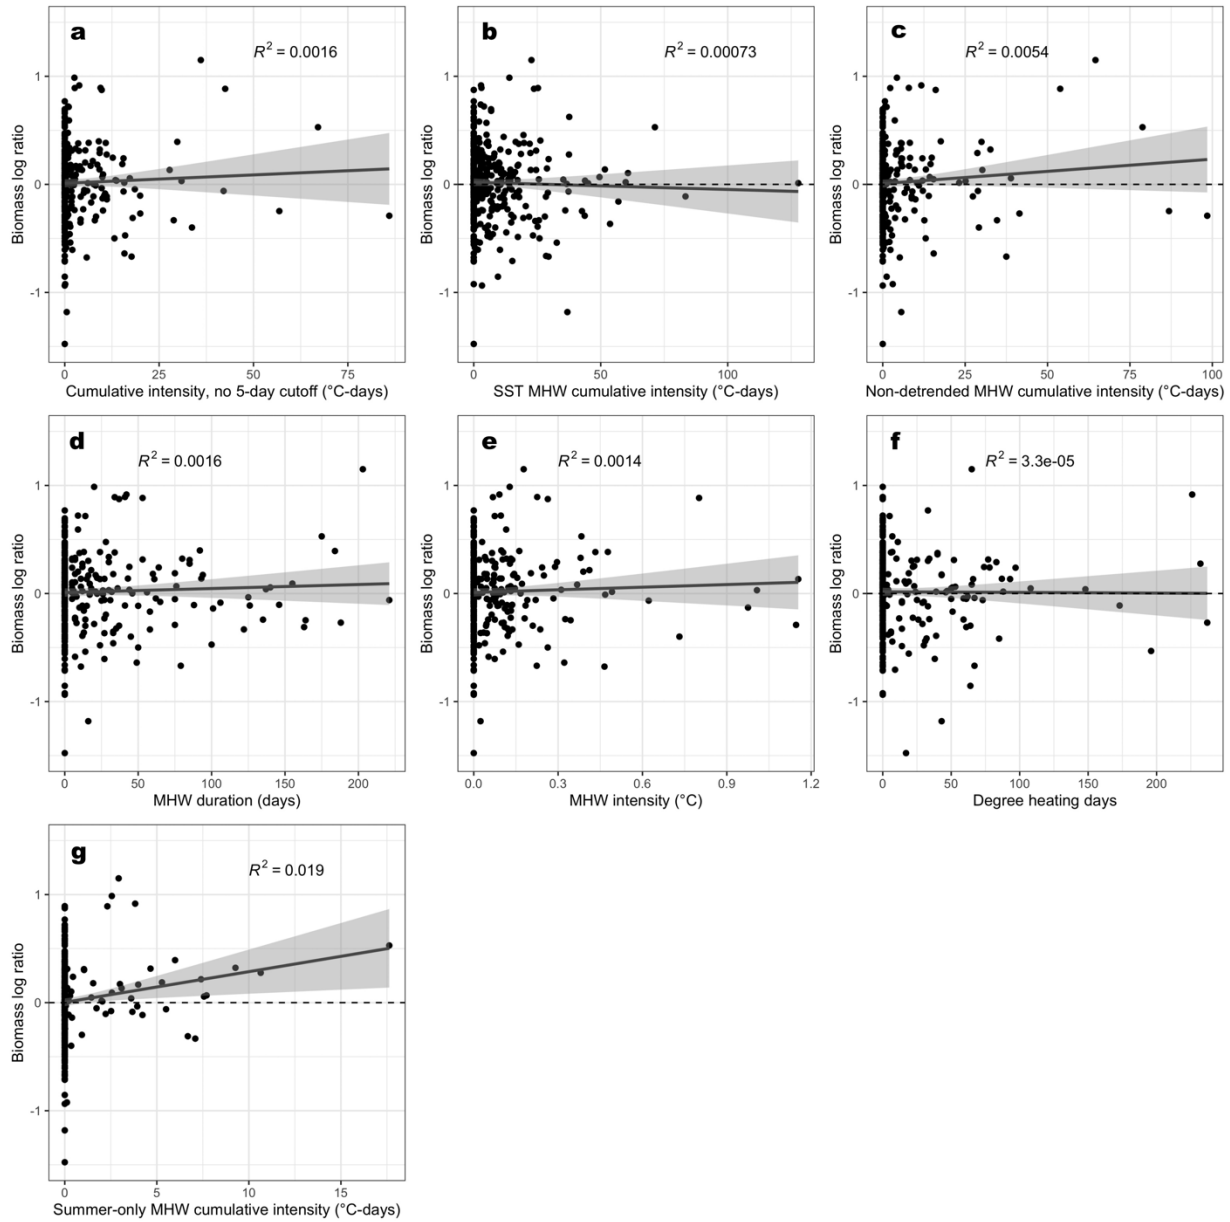 a
R² = 0.0016
Biomass log ratio
1
0
-1
0 25 50 75
Cumulative intensity, no 5-day cutoff (°C-days)
b
R² = 0.00073
Biomass log ratio
1
0
-1
0 50 100
SST MHW cumulative intensity (°C-days)
c
R² = 0.0054
Biomass log ratio
1
0
-1
0 25 50 75 100
Non-detrended MHW cumulative intensity (°C-days)
d
R² = 0.0016
Biomass log ratio
1
0
-1
0 50 100 150 200
MHW duration (days)
e
R² = 0.0014
Biomass log ratio
1
0
-1
0.0 0.3 0.6 0.9 1.2
MHW intensity (°C)
f
R² = 3.3e-05
Biomass log ratio
1
0
-1
0 50 100 150 200
Degree heating days
g
R² = 0.019
Biomass log ratio
1
0
-1
0 5 10 15
Summer-only MHW cumulative intensity (°C-days)